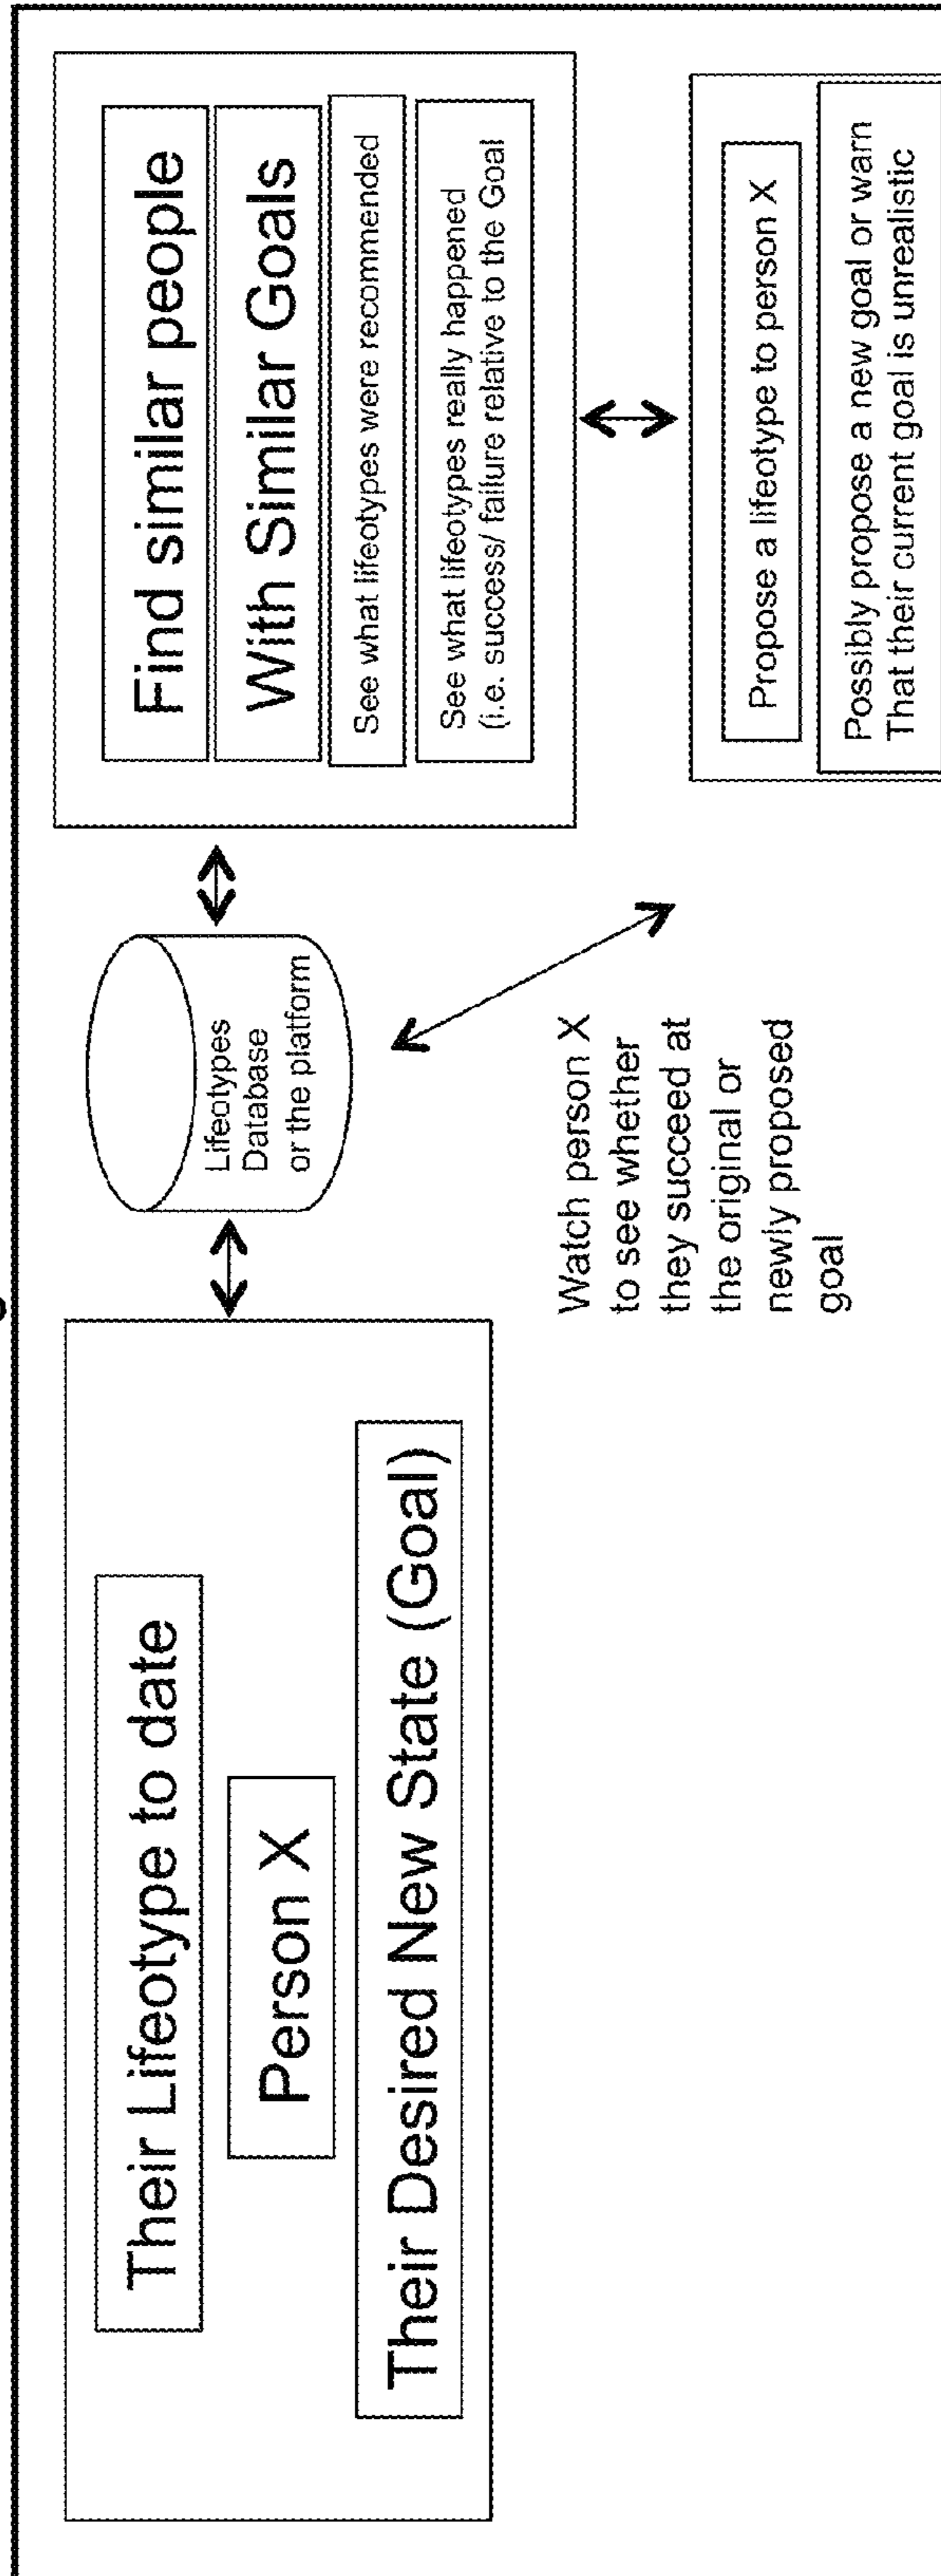 Their Lifeotype to date
Person X
Their Desired New State (Goal)
Lifeotypes
Database
or the platform
Find similar people
With Similar Goals
See what lifeotypes were recommended
See what lifeotypes really happened
(i.e. success/ failure relative to the Goal
Watch person X
to see whether
they succeed at
the original or
newly proposed
goal
Propose a lifeotype to person X
Possibly propose a new goal or warn
That their current goal is unrealistic